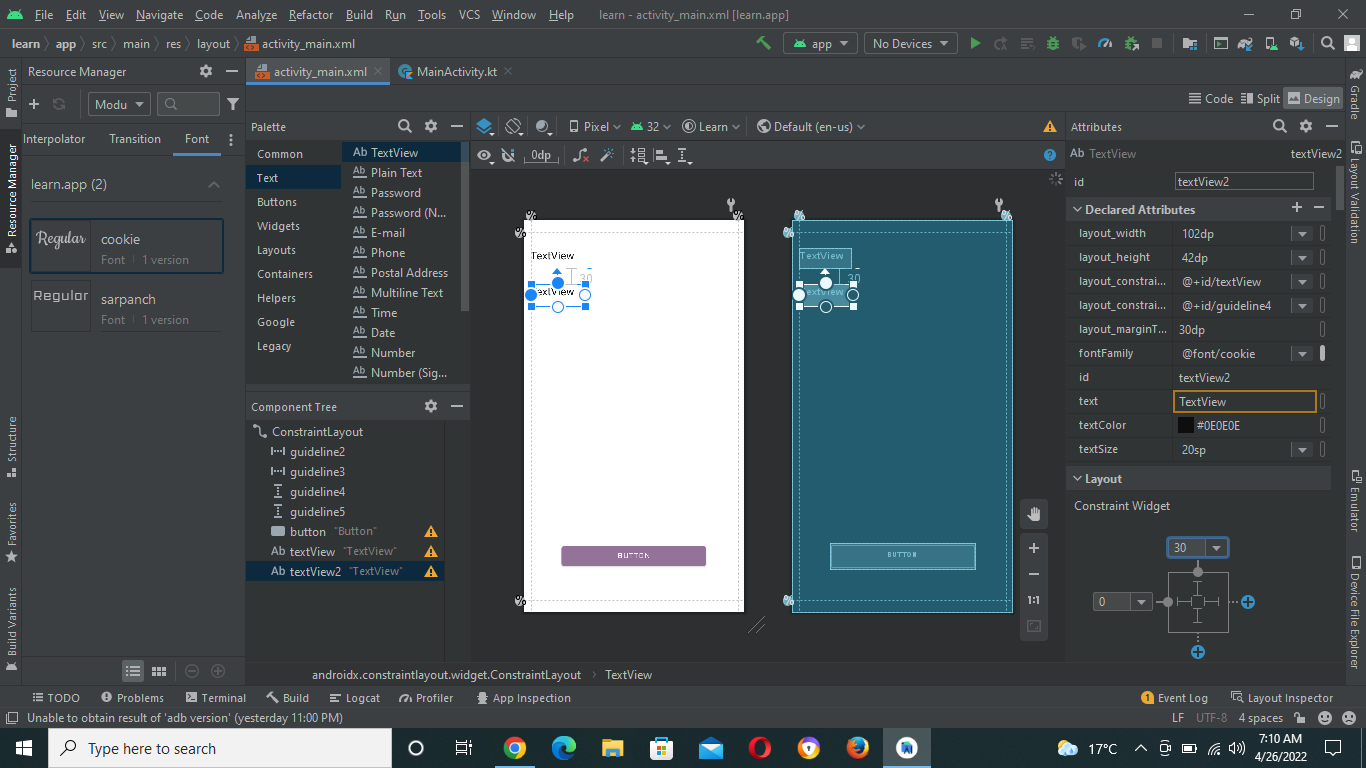 File Edit View Navigate Code Analyze Refactor Build Run Tools VCS Window Help learn - activity_main.xml [learn.app]
learn app src main res layout activity_main.xml app No Devices
Resource Manager
activity_main.xml MainActivity.kt
Modu
Code Split Design
Interpolator Transition Font
learn.app (2)
Regular cookie
Font 1 version
Regular sarpanch
Font 1 version
Project
Resource Manager
Structure
Favorites
Build Variants
Palette
Common
Text
Buttons
Widgets
Layouts
Containers
Helpers
Google
Legacy
Ab TextView
Ab Plain Text
Ab Password
Ab Password (N...
Ab E-mail
Ab Phone
Ab Postal Address
Ab Multiline Text
Ab Time
Ab Date
Ab Number
Ab Number (Sig...
Component Tree
ConstraintLayout
guideline2
guideline3
guideline4
guideline5
button "Button"
Ab textView "TextView"
Ab textView2 "TextView"
Pixel 32 Learn Default (en-us)
0dp
TextView
30
TextView
BUTTON
TextView
30
TextView
BUTTON
1:1
Attributes
Ab TextView textView2
id textView2
Declared Attributes
layout_width 102dp
layout_height 42dp
layout_constrai... @+id/textView
layout_constrai... @+id/guideline4
layout_marginT... 30dp
fontFamily @font/cookie
id textView2
text TextView
textColor #0E0E0E
textSize 20sp
Layout
Constraint Widget
30
0
Gradle
Layout Validation
Emulator
Device File Explorer
androidx.constraintlayout.widget.ConstraintLayout TextView
TODO Problems Terminal Build Logcat Profiler App Inspection 1 Event Log Layout Inspector
Unable to obtain result of 'adb version' (yesterday 11:00 PM) LF UTF-8 4 spaces
Type here to search
17°C
7:10 AM
4/26/2022